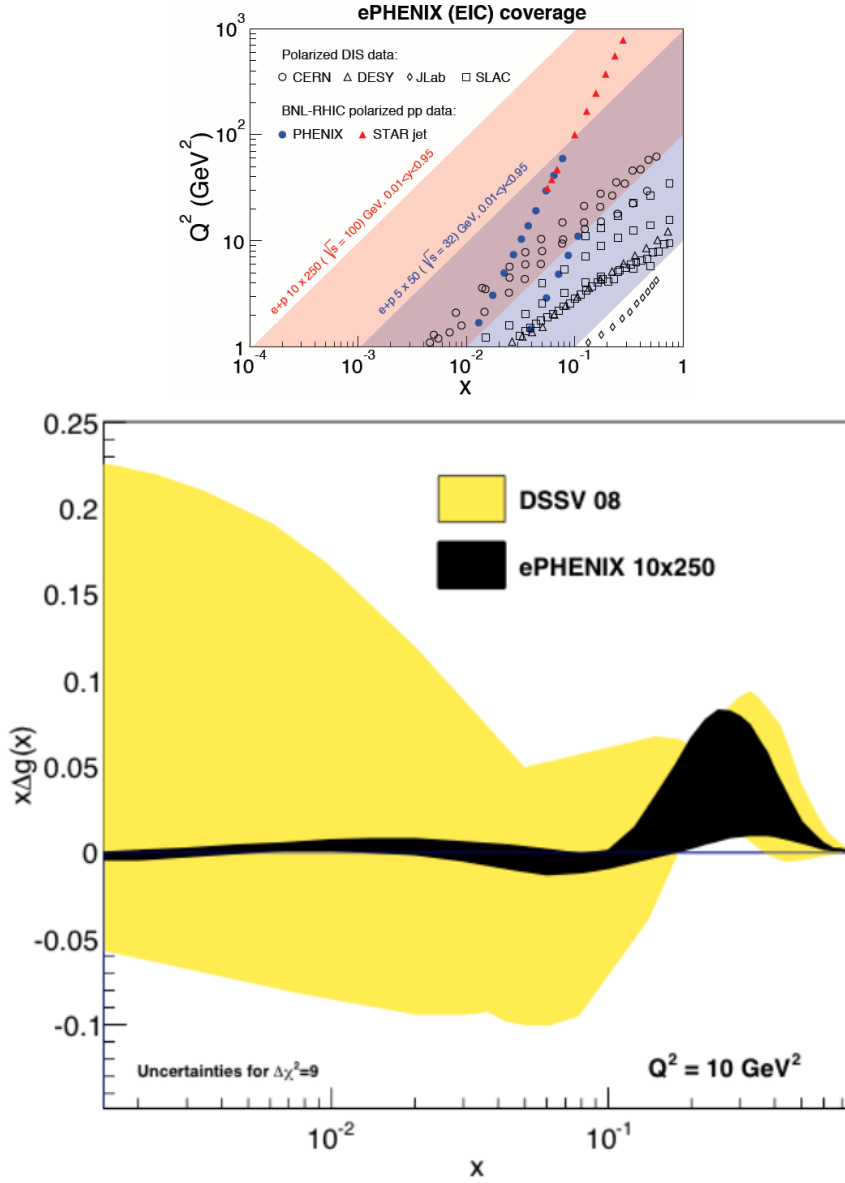 ePHENIX (EIC) coverage
Q² (GeV²)
10³
10²
10
1
Polarized DIS data:
CERN DESY JLab SLAC
BNL-RHIC polarized pp data:
PHENIX STAR jet
e+p 10 x 250 (√s = 100) GeV, 0.01<y<0.95
e+p 5 x 50 (√s = 32) GeV, 0.01<y<0.95
10⁻⁴ 10⁻³ 10⁻² 10⁻¹ 1
x
0.25
0.2
0.15
0.1
0.05
0
-0.05
-0.1
xΔg(x)
DSSV 08
ePHENIX 10x250
Uncertainties for Δχ²=9
Q² = 10 GeV²
10⁻² 10⁻¹
x